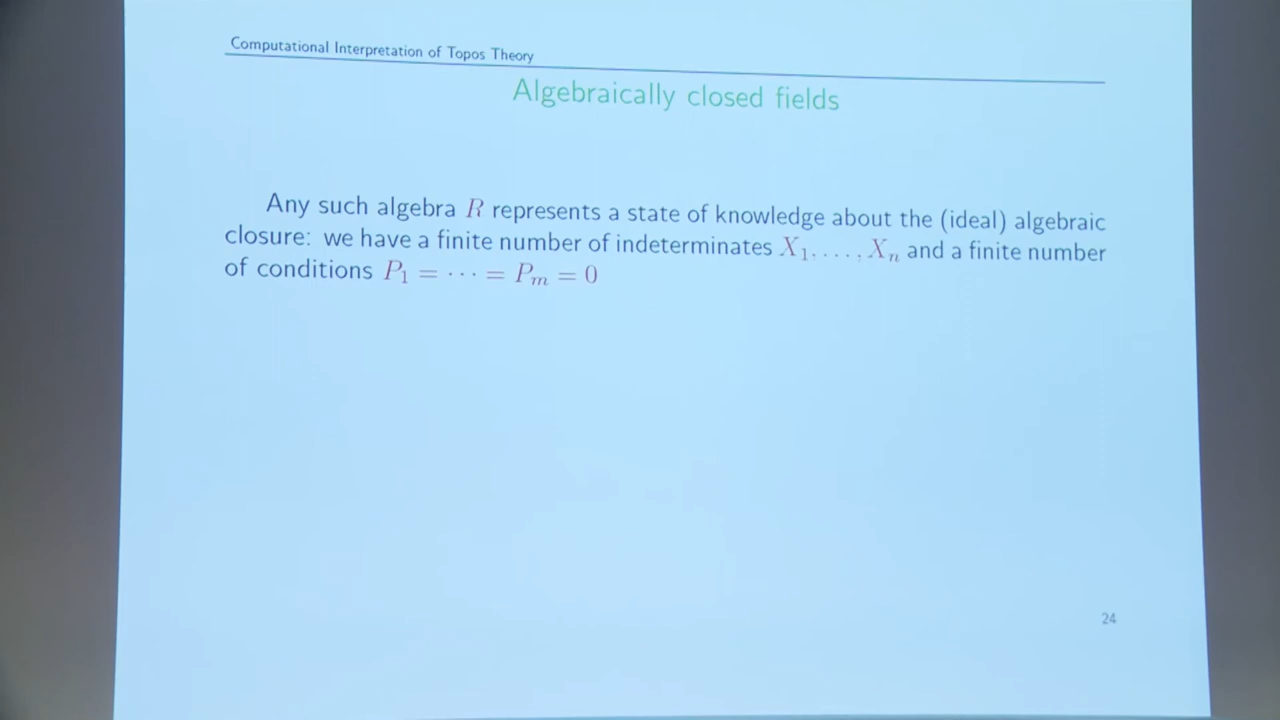 Computational Interpretation of Topos Theory
Algebraically closed fields
Any such algebra R represents a state of knowledge about the (ideal) algebraic
closure: we have a finite number of indeterminates X₁, . . . , Xₙ and a finite number
of conditions P₁ = · · · = Pₘ = 0
24